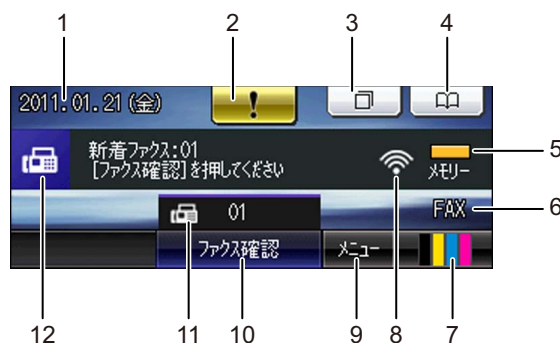 1 2 3 4
2011.01.21(金) !
新着ファクス:01
[ファクス確認]を押してください
メモリー 5
01 FAX 6
ファクス確認 メニュー
12 11 10 9 8 7